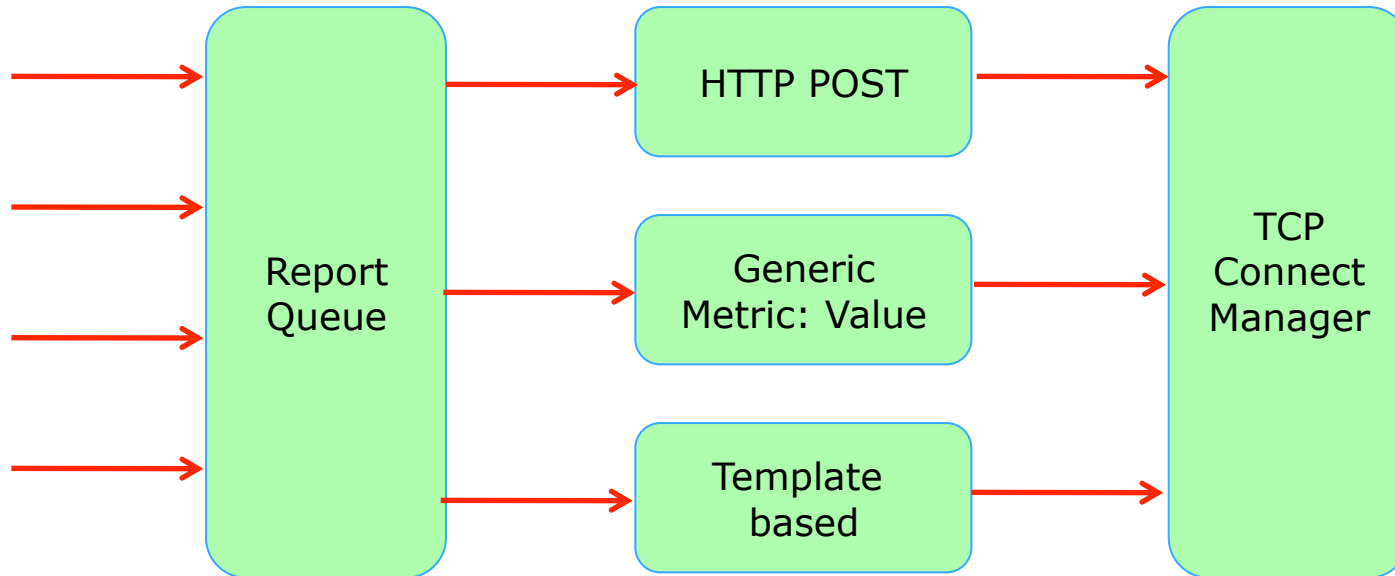 Report
Queue
HTTP POST
Generic
Metric: Value
Template
based
TCP
Connect
Manager